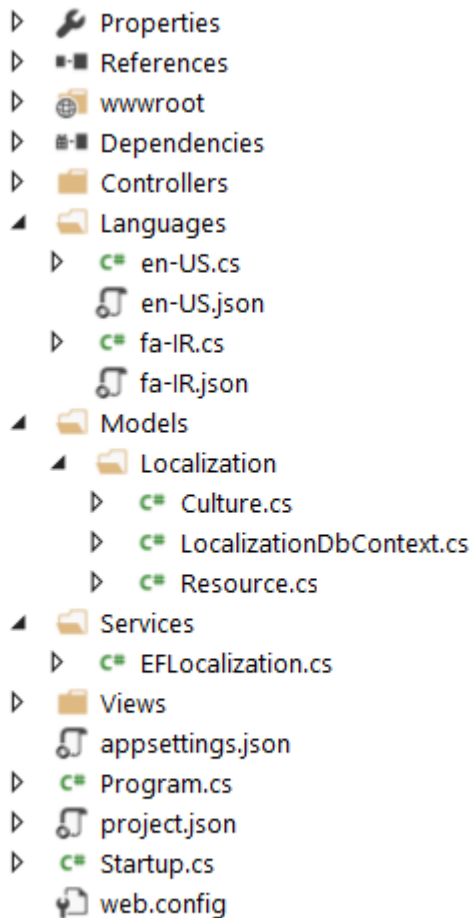 Properties
References
wwwroot
Dependencies
Controllers
Languages
C# en-US.cs
en-US.json
C# fa-IR.cs
fa-IR.json
Models
Localization
C# Culture.cs
C# LocalizationDbContext.cs
C# Resource.cs
Services
C# EFLocalization.cs
Views
appsettings.json
C# Program.cs
project.json
C# Startup.cs
web.config